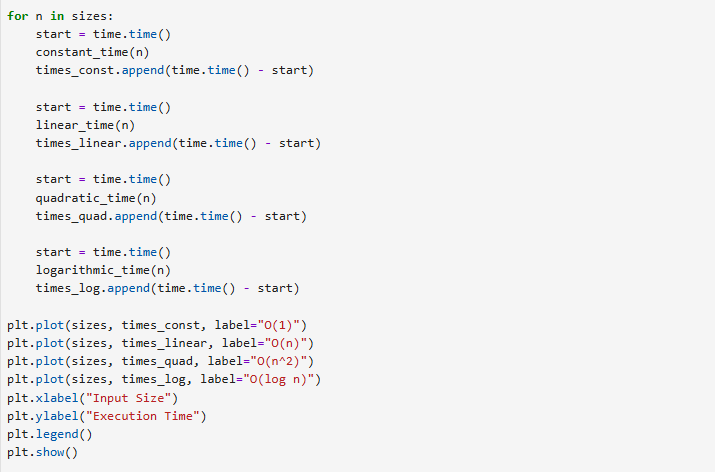 for n in sizes:
    start = time.time()
    constant_time(n)
    times_const.append(time.time() - start)

    start = time.time()
    linear_time(n)
    times_linear.append(time.time() - start)

    start = time.time()
    quadratic_time(n)
    times_quad.append(time.time() - start)

    start = time.time()
    logarithmic_time(n)
    times_log.append(time.time() - start)

plt.plot(sizes, times_const, label="O(1)")
plt.plot(sizes, times_linear, label="O(n)")
plt.plot(sizes, times_quad, label="O(n^2)")
plt.plot(sizes, times_log, label="O(log n)")
plt.xlabel("Input Size")
plt.ylabel("Execution Time")
plt.legend()
plt.show()